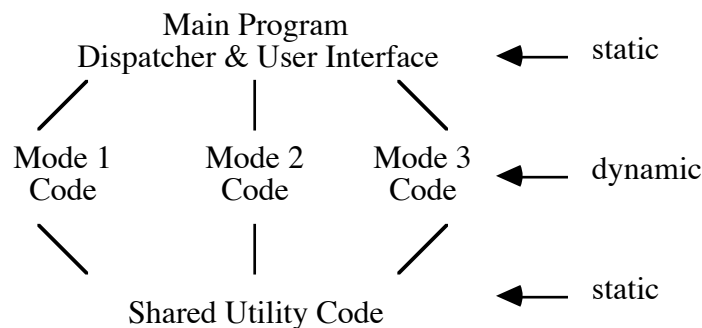 Main Program
Dispatcher & User Interface
static
Mode 1
Code
Mode 2
Code
Mode 3
Code
dynamic
Shared Utility Code
static